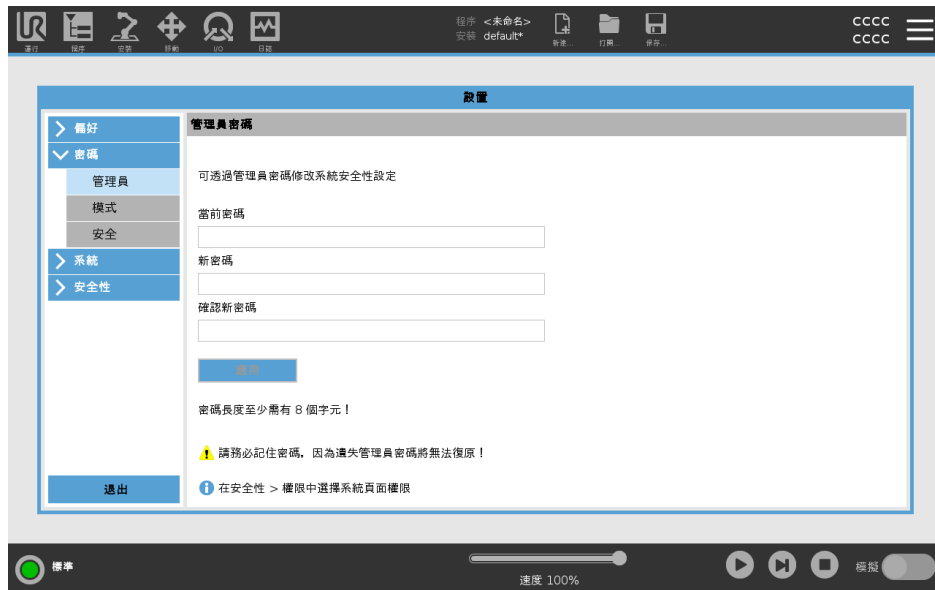 程序 <未命名>
安裝 default*
cccc
cccc
運行 程序 安裝 移動 I/O 日誌 新建... 打開... 保存...
設置
偏好
密碼
管理員
模式
安全
系統
安全性
退出
管理員密碼
可透過管理員密碼修改系統安全性設定
當前密碼
新密碼
確認新密碼
應用
密碼長度至少需有 8 個字元！
請務必記住密碼，因為遺失管理員密碼將無法復原！
在安全性 > 權限中選擇系統頁面權限
標準
速度 100%
模擬